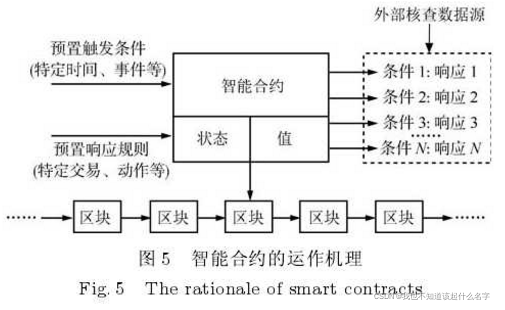 外部核查数据源
预置触发条件
(特定时间、事件等)
智能合约
条件 1: 响应 1
条件 2: 响应 2
条件 3: 响应 3
······
条件 N: 响应 N
状态
值
预置响应规则
(特定交易、动作等)
······ 区块 区块 区块 区块 区块 ······
图 5 智能合约的运作机理
Fig. 5 The rationale of smart contracts
CSDN @我也不知道该起什么名字